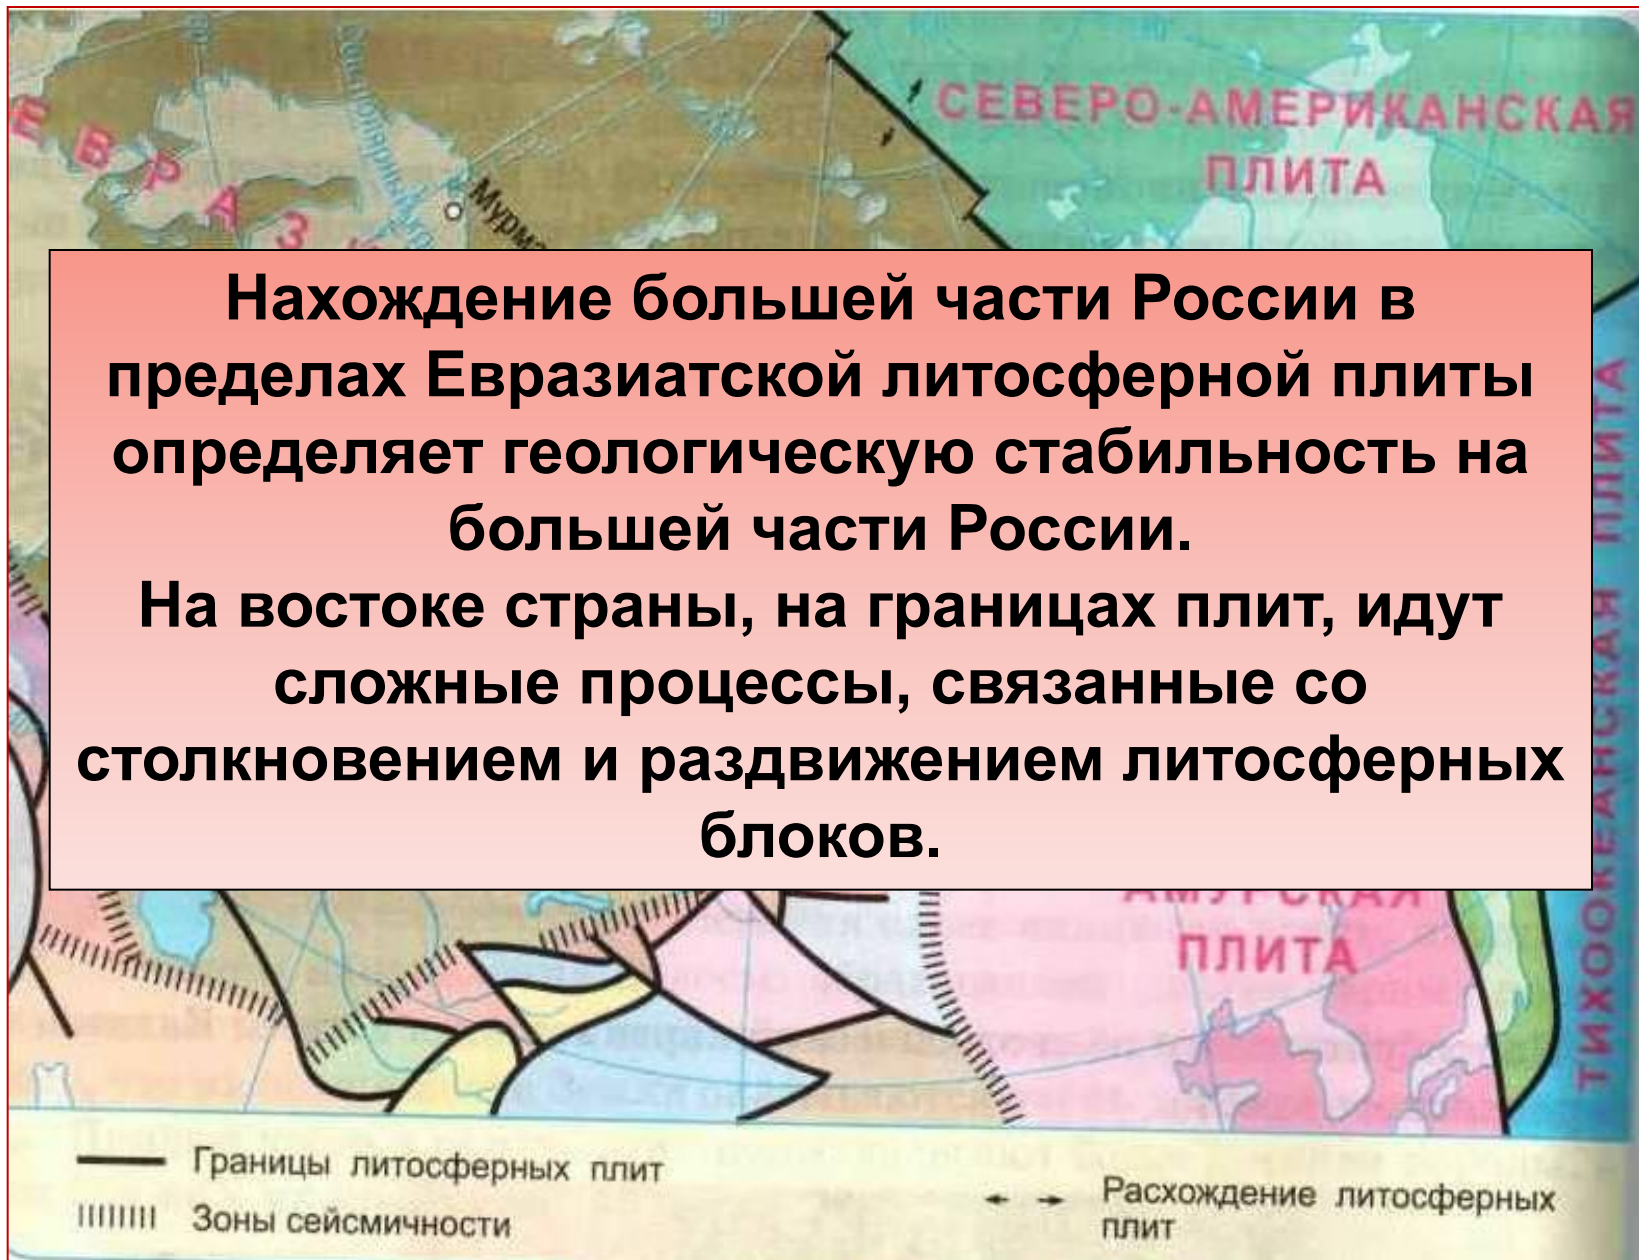 СЕВЕРО-АМЕРИКАНСКАЯ
ПЛИТА
ЕВРАЗ
Мурма
Нахождение большей части России в
пределах Евразиатской литосферной плиты
определяет геологическую стабильность на
большей части России.
На востоке страны, на границах плит, идут
сложные процессы, связанные со
столкновением и раздвижением литосферных
блоков.
ТИХООКЕАНСКАЯ ПЛИТА
АМУРСКАЯ
ПЛИТА
Границы литосферных плит
Зоны сейсмичности
Расхождение литосферных
плит